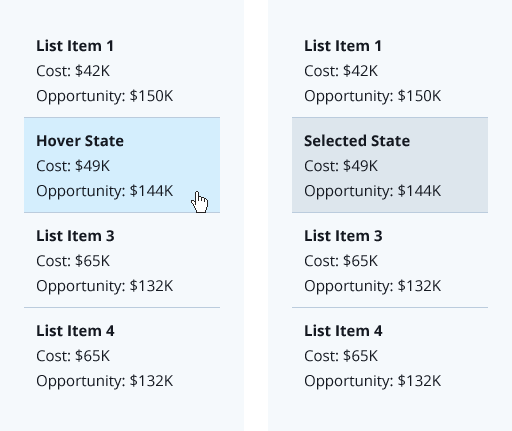 List Item 1
Cost: $42K
Opportunity: $150K
Hover State
Cost: $49K
Opportunity: $144K
List Item 3
Cost: $65K
Opportunity: $132K
List Item 4
Cost: $65K
Opportunity: $132K
List Item 1
Cost: $42K
Opportunity: $150K
Selected State
Cost: $49K
Opportunity: $144K
List Item 3
Cost: $65K
Opportunity: $132K
List Item 4
Cost: $65K
Opportunity: $132K